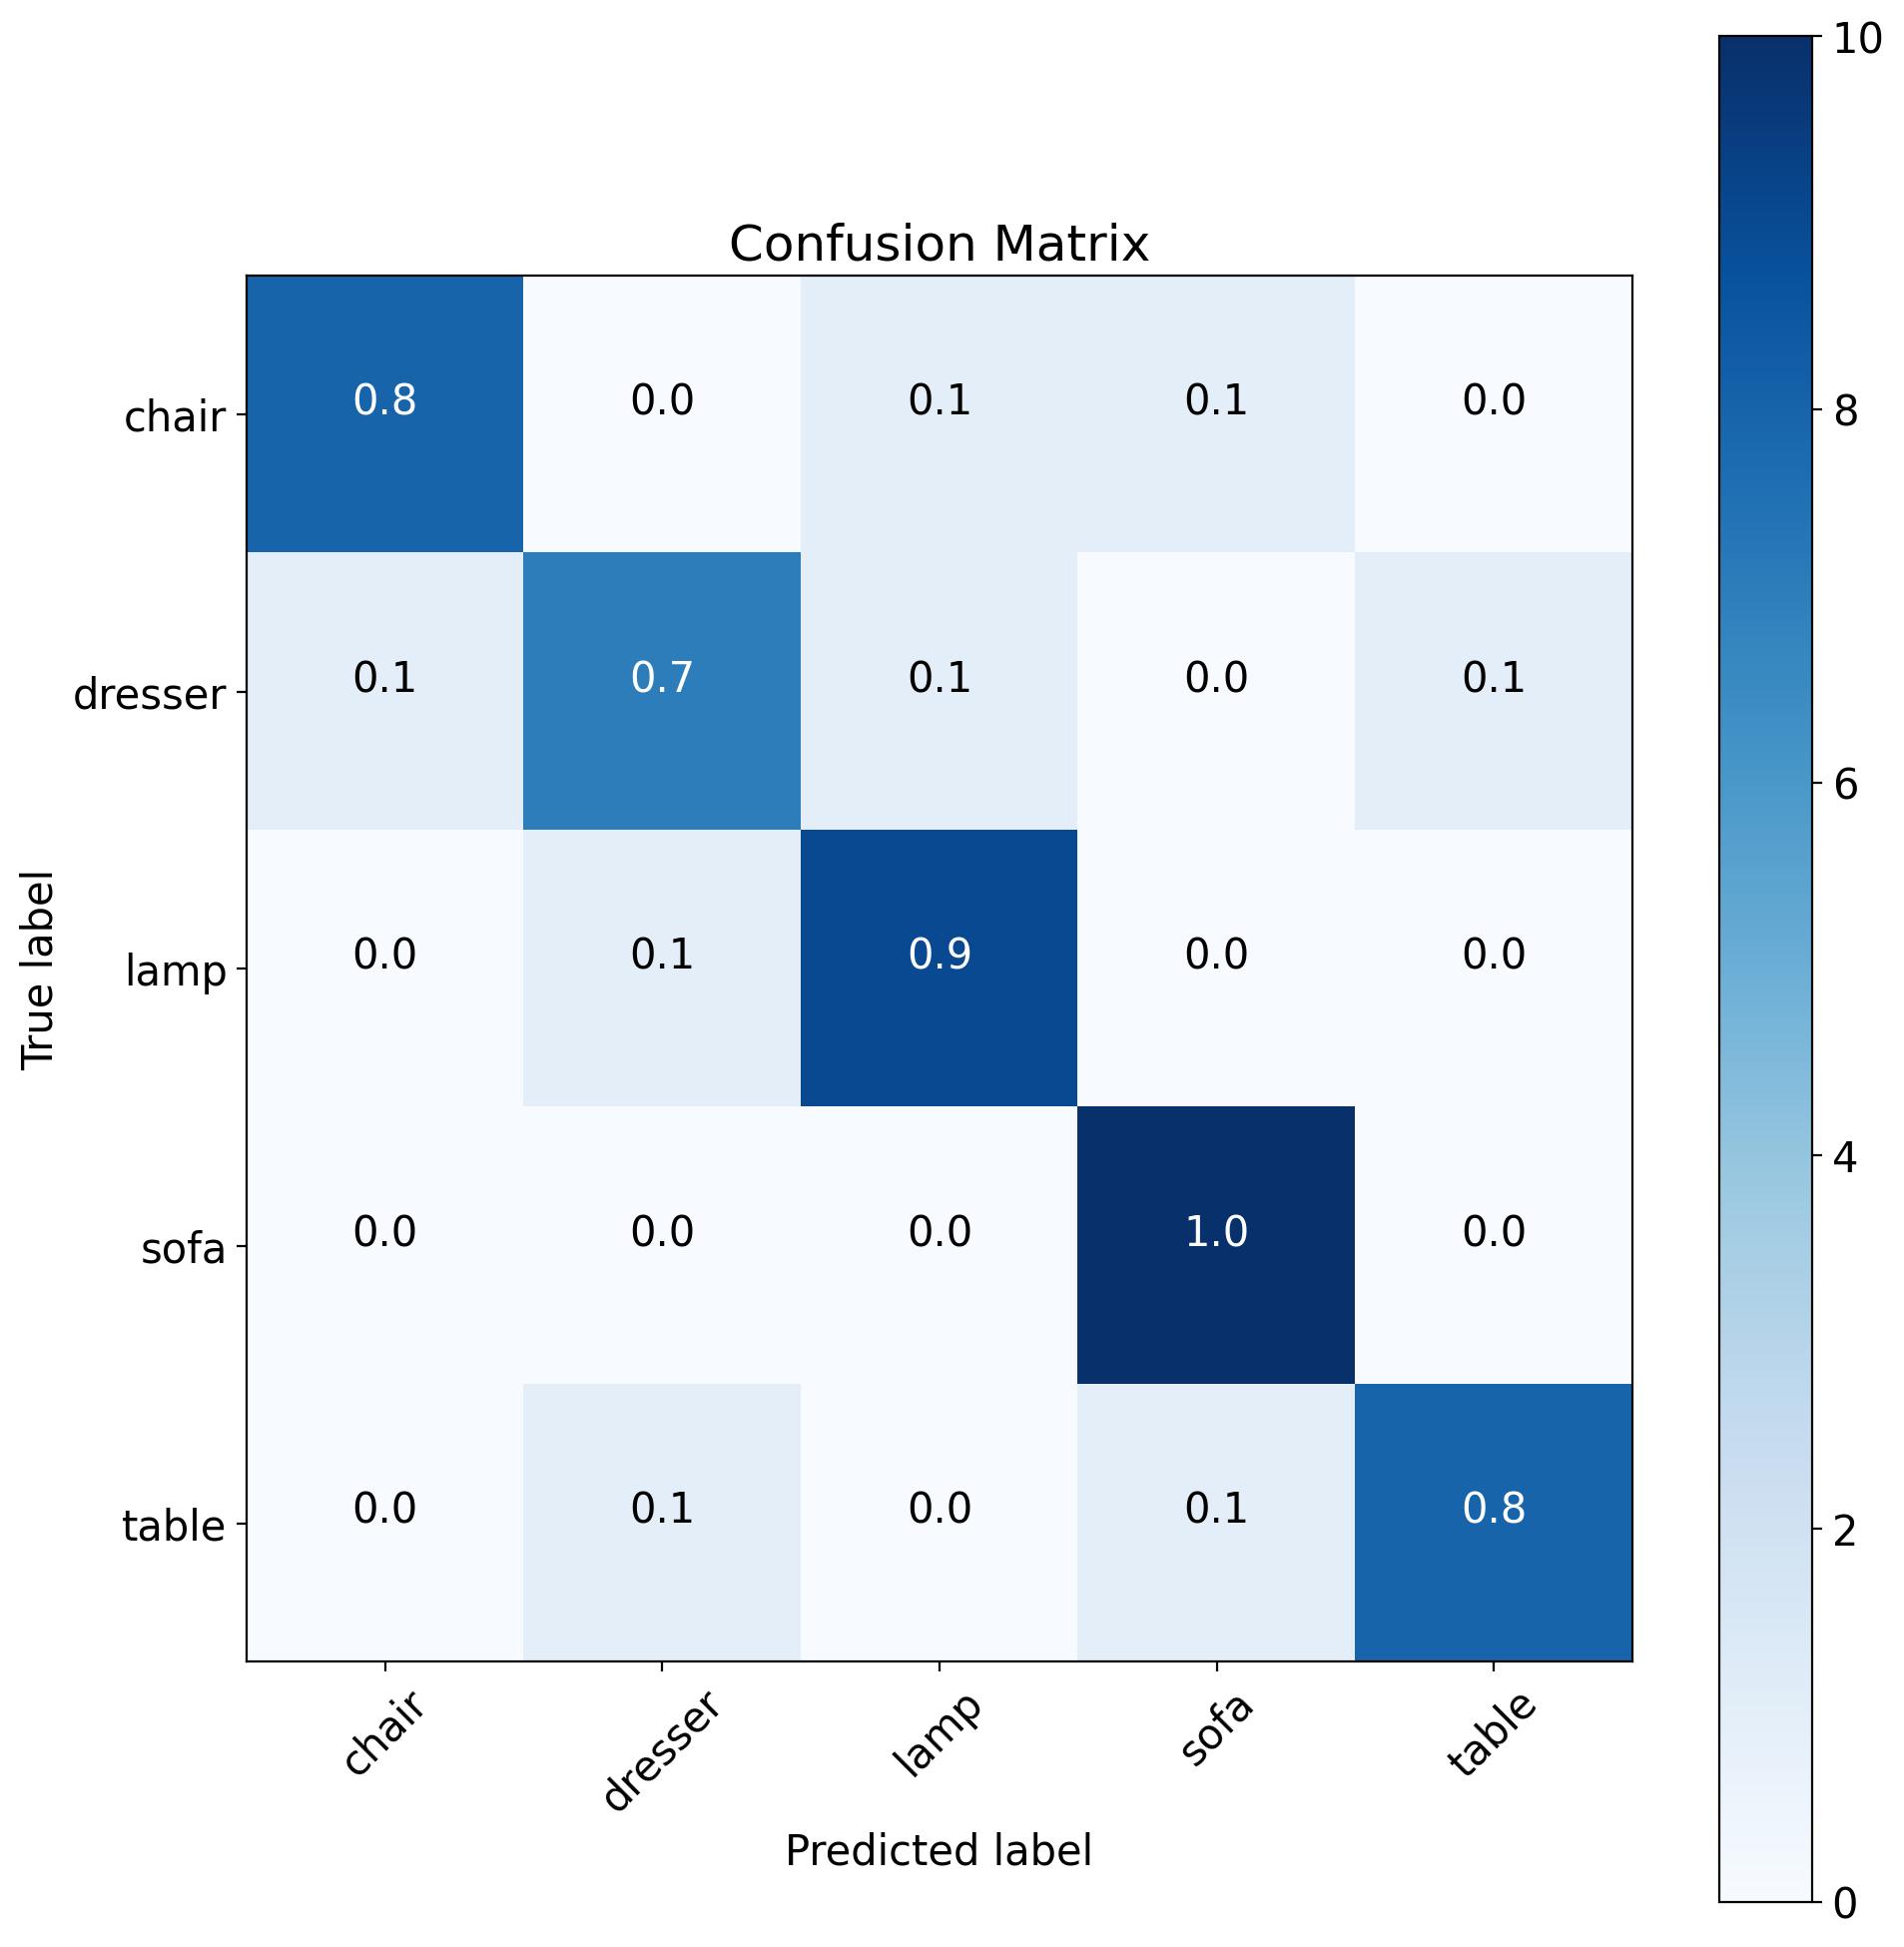 Confusion Matrix
chair 0.8 0.0 0.1 0.1 0.0
dresser 0.1 0.7 0.1 0.0 0.1
lamp 0.0 0.1 0.9 0.0 0.0
sofa 0.0 0.0 0.0 1.0 0.0
table 0.0 0.1 0.0 0.1 0.8
True label
chair dresser lamp sofa table
Predicted label
10
8
6
4
2
0